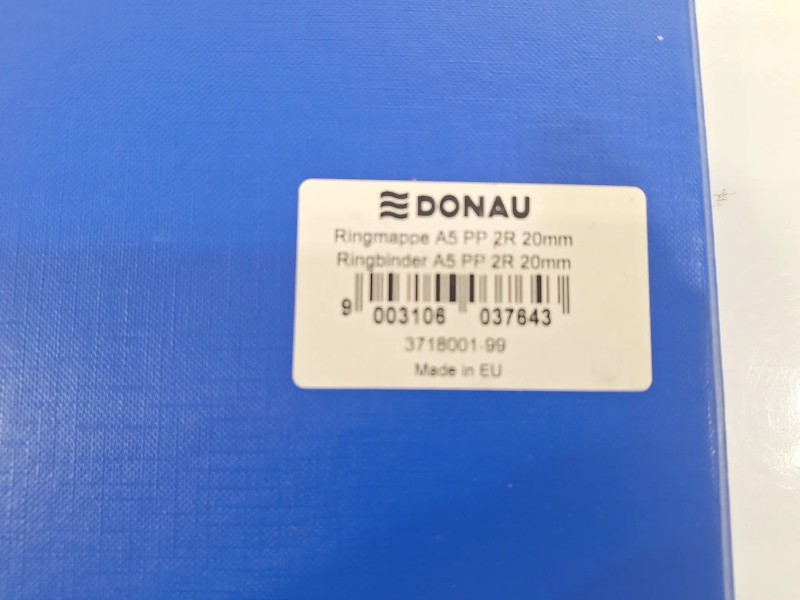 DONAU
Ringmappe A5 PP 2R 20mm
Ringbinder A5 PP 2R 20mm
9 003106 037643
3718001-99
Made in EU